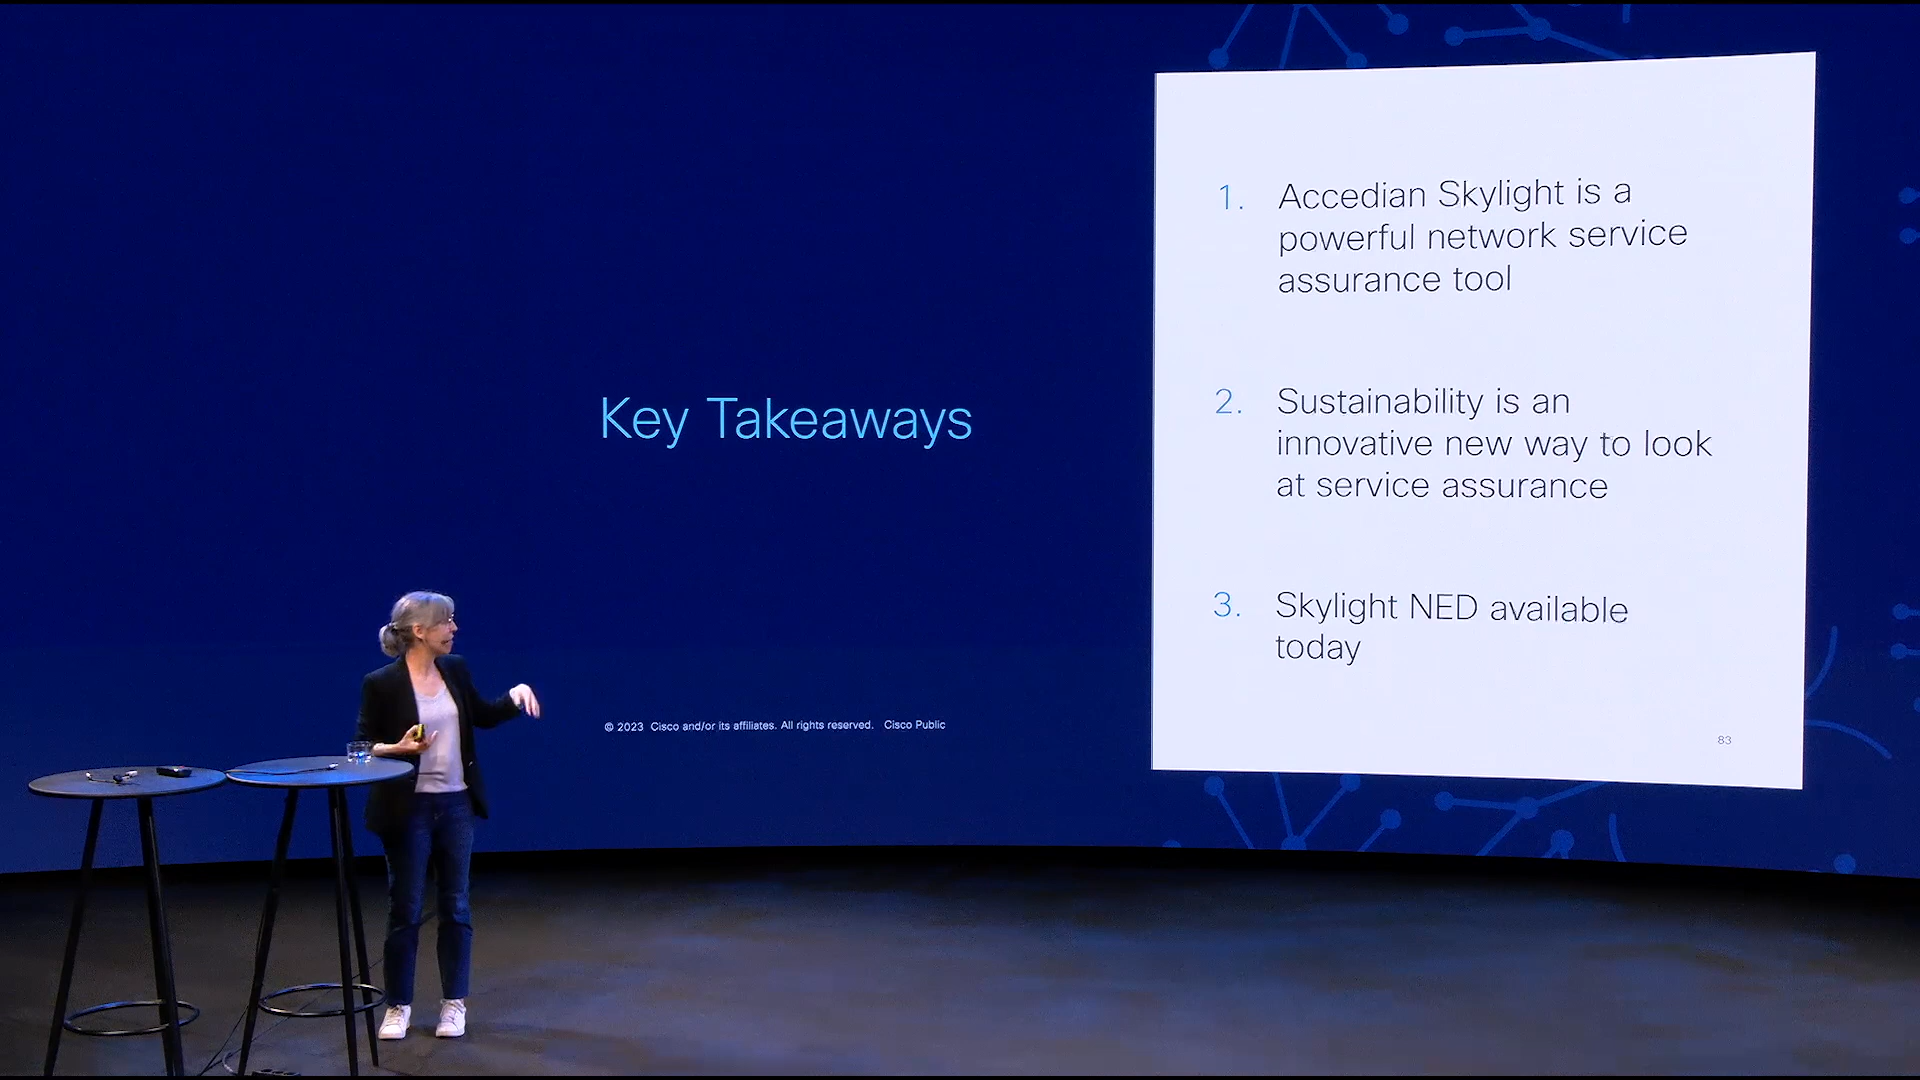 Key Takeaways
© 2023 Cisco and/or its affiliates. All rights reserved. Cisco Public
1. Accedian Skylight is a
powerful network service
assurance tool
2. Sustainability is an
innovative new way to look
at service assurance
3. Skylight NED available
today
83